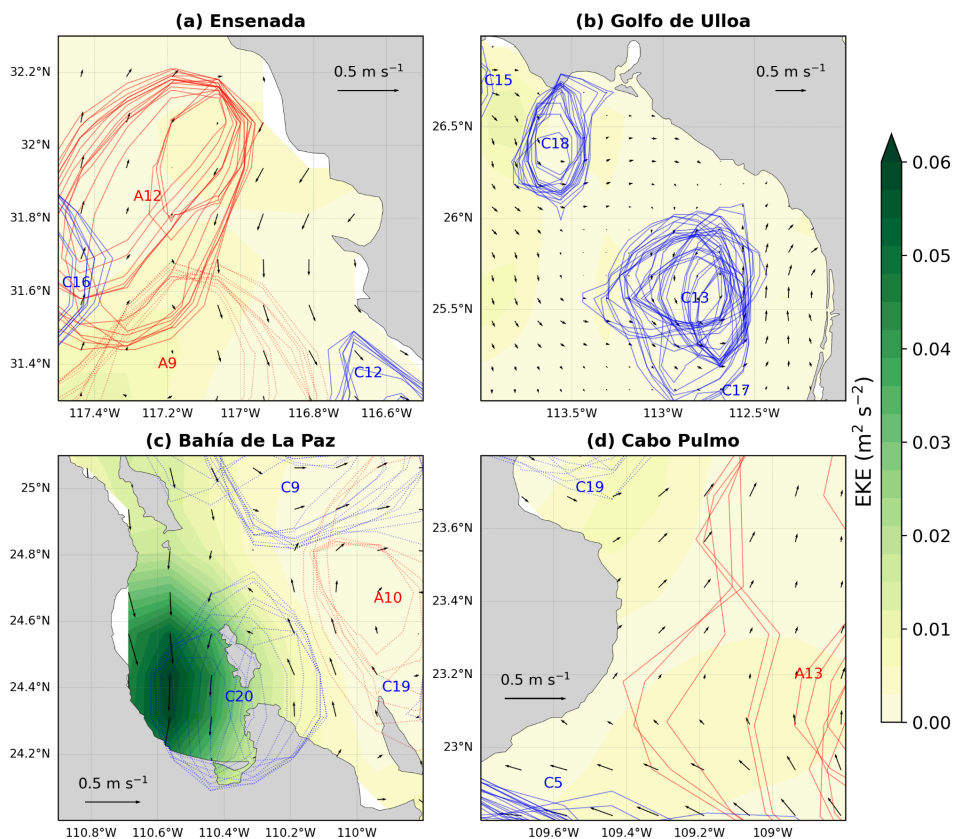 (a) Ensenada
32.2°N
32°N
31.8°N
31.6°N
31.4°N
0.5 m s⁻¹
A12
C16
A9
C12
117.4°W
117.2°W
117°W
116.8°W
116.6°W
(b) Golfo de Ulloa
26.5°N
26°N
25.5°N
C15
0.5 m s⁻¹
C18
C13
C17
113.5°W
113°W
112.5°W
(c) Bahía de La Paz
25°N
24.8°N
24.6°N
24.4°N
24.2°N
C9
A10
C20
C19
0.5 m s⁻¹
110.8°W
110.6°W
110.4°W
110.2°W
110°W
(d) Cabo Pulmo
23.6°N
23.4°N
23.2°N
23°N
C19
A13
0.5 m s⁻¹
C5
109.6°W
109.4°W
109.2°W
109°W
0.06
0.05
0.04
0.03
0.02
0.01
0.00
EKE (m² s⁻²)